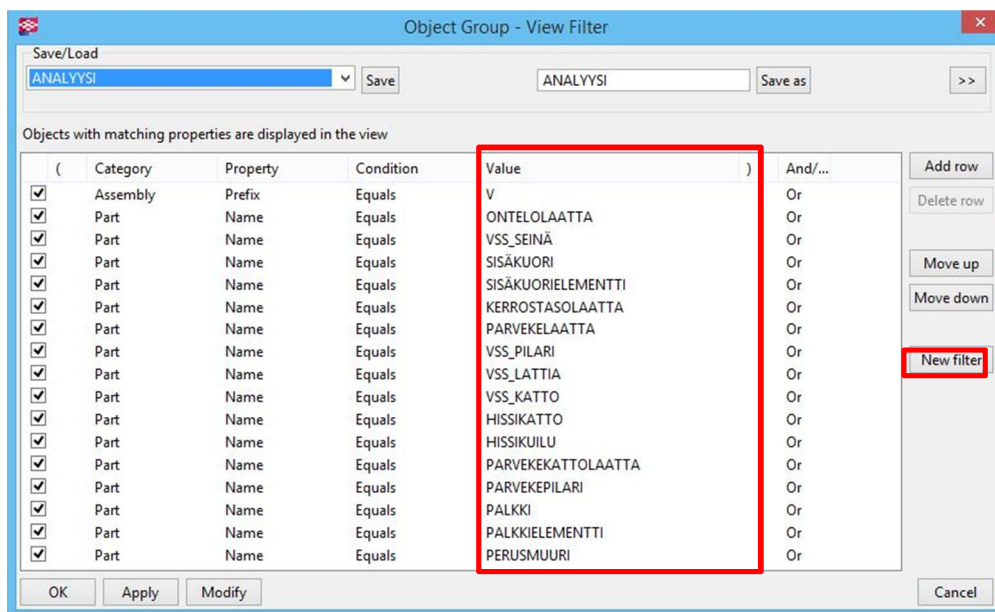 Object Group - View Filter
Save/Load
ANALYYSI Save ANALYYSI Save as >>
Objects with matching properties are displayed in the view
( Category Property Condition Value ) And/... Add row
Assembly Prefix Equals V Or Delete row
Part Name Equals ONTELOLAATTA Or
Part Name Equals VSS_SEINÄ Or
Part Name Equals SISÄKUORI Or Move up
Part Name Equals SISÄKUORIELEMENTTI Or Move down
Part Name Equals KERROSTASOLAATTA Or
Part Name Equals PARVEKELAATTA Or
Part Name Equals VSS_PILARI Or New filter
Part Name Equals VSS_LATTIA Or
Part Name Equals VSS_KATTO Or
Part Name Equals HISSIKATTO Or
Part Name Equals HISSIKUILU Or
Part Name Equals PARVEKEKATTOLAATTA Or
Part Name Equals PARVEKEPILARI Or
Part Name Equals PALKKI Or
Part Name Equals PALKKIELEMENTTI Or
Part Name Equals PERUSMUURI Or
OK Apply Modify Cancel